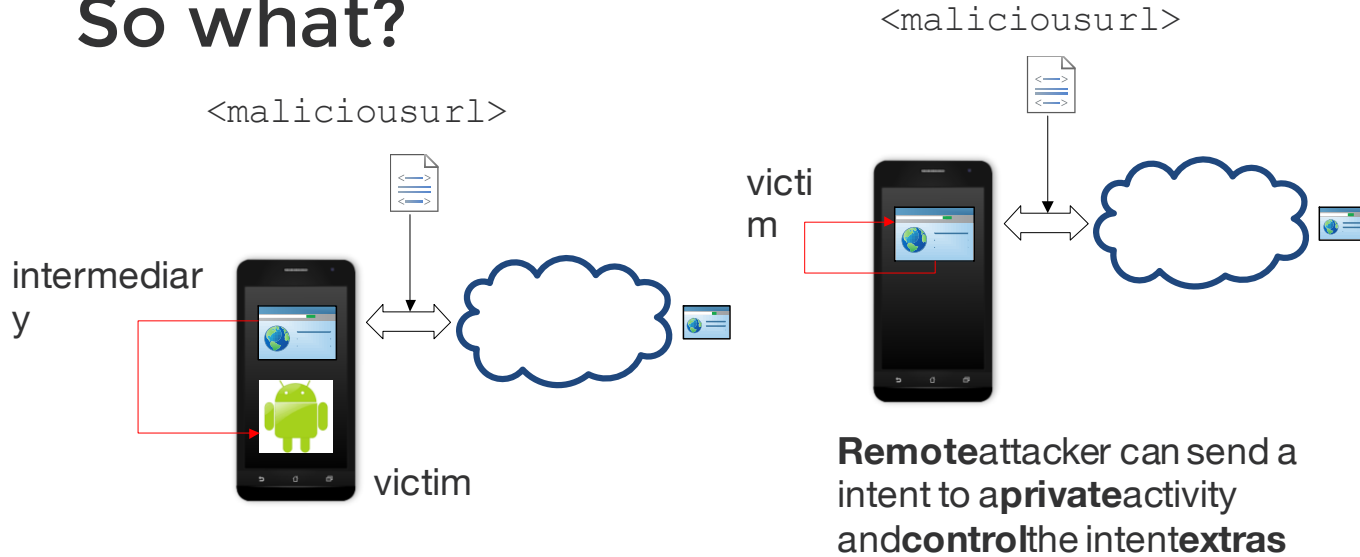 So what?
<maliciousurl>
intermediar
y
victim
<maliciousurl>
victi
m
Remoteattacker can send a
intent to aprivateactivity
andcontrolthe intentextras